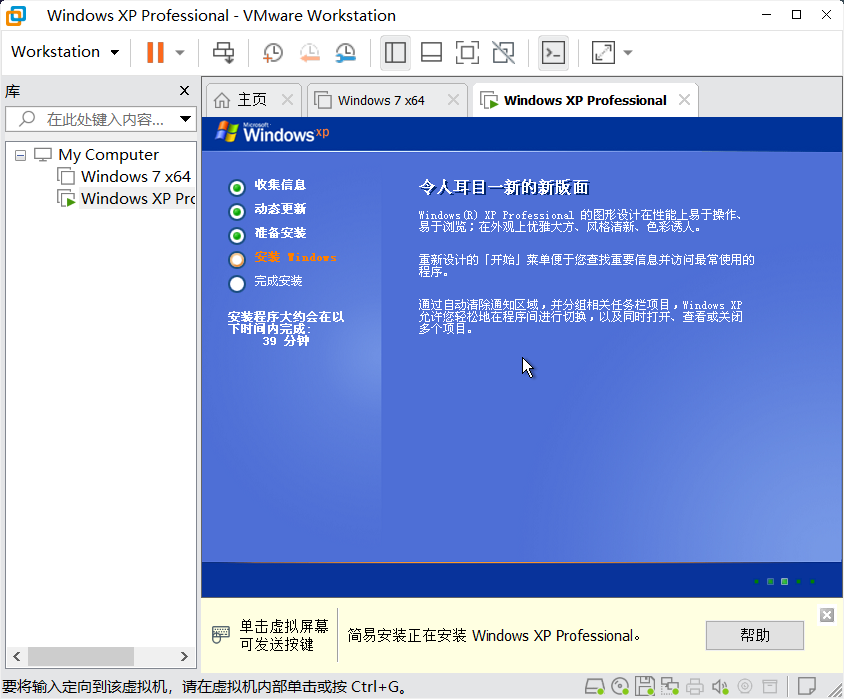 Windows XP Professional - VMware Workstation
Workstation
库
在此处键入内容...
My Computer
Windows 7 x64
Windows XP Pro
主页
Windows 7 x64
Windows XP Professional
Microsoft
Windows xp
收集信息
动态更新
准备安装
安装 Windows
完成安装
安装程序大约会在以
下时间内完成:
39 分钟
令人耳目一新的新版面
Windows(R) XP Professional 的图形设计在性能上易于操作、
易于浏览；在外观上优雅大方、风格清新、色彩诱人。
重新设计的「开始」菜单便于您查找重要信息并访问最常使用的
程序。
通过自动清除通知区域，并分组相关任务栏项目，Windows XP
允许您轻松地在程序间进行切换，以及同时打开、查看或关闭
多个项目。
单击虚拟屏幕
可发送按键
简易安装正在安装 Windows XP Professional。
帮助
要将输入定向到该虚拟机，请在虚拟机内部单击或按 Ctrl+G。